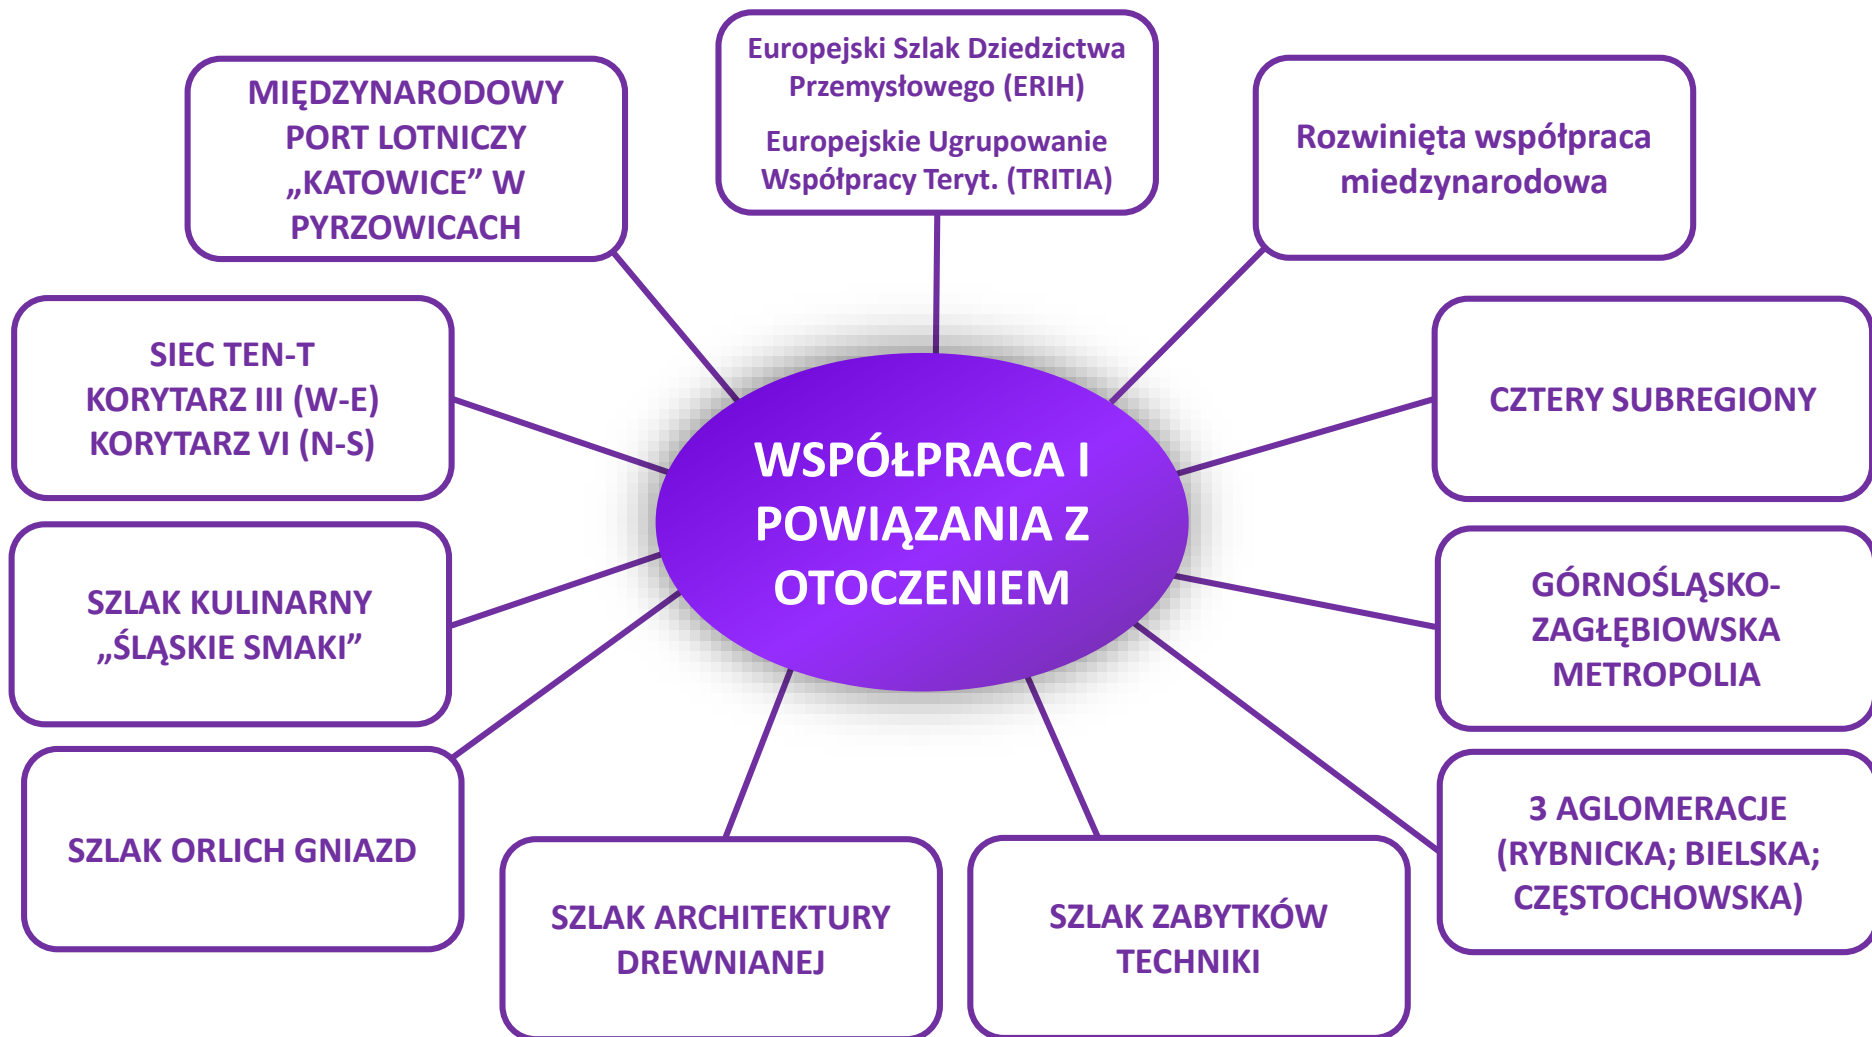 Europejski Szlak Dziedzictwa
Przemysłowego (ERIH)
Europejskie Ugrupowanie
Współpracy Teryt. (TRITIA)
MIĘDZYNARODOWY
PORT LOTNICZY
„KATOWICE” W
PYRZOWICACH
Rozwinięta współpraca
miedzynarodowa
SIEC TEN-T
KORYTARZ III (W-E)
KORYTARZ VI (N-S)
CZTERY SUBREGIONY
WSPÓŁPRACA I
POWIĄZANIA Z
OTOCZENIEM
SZLAK KULINARNY
„ŚLĄSKIE SMAKI”
GÓRNOŚLĄSKO-
ZAGŁĘBIOWSKA
METROPOLIA
SZLAK ORLICH GNIAZD
3 AGLOMERACJE
(RYBNICKA; BIELSKA;
CZĘSTOCHOWSKA)
SZLAK ARCHITEKTURY
DREWNIANEJ
SZLAK ZABYTKÓW
TECHNIKI